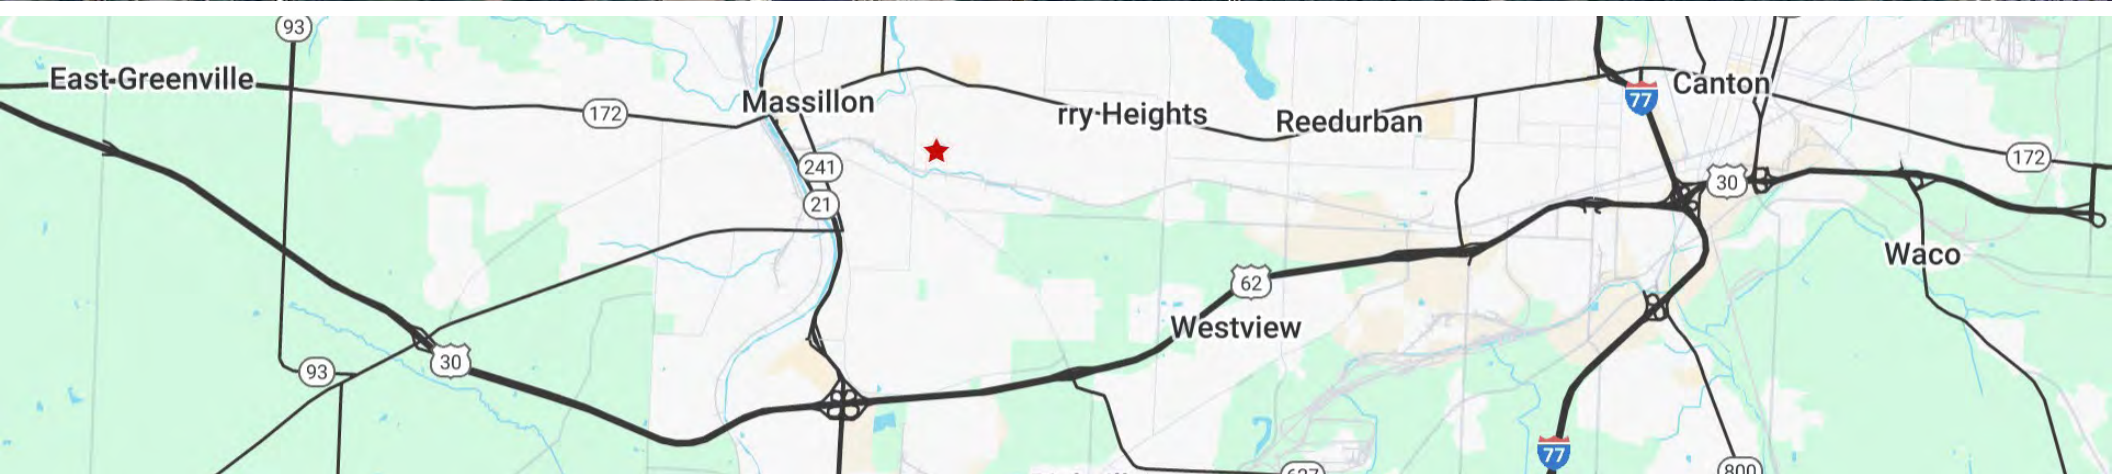 93
East-Greenville
172
Massillon
rry-Heights
Reedurban
77
Canton
241
21
30
172
62
Waco
Westview
30
93
77
800